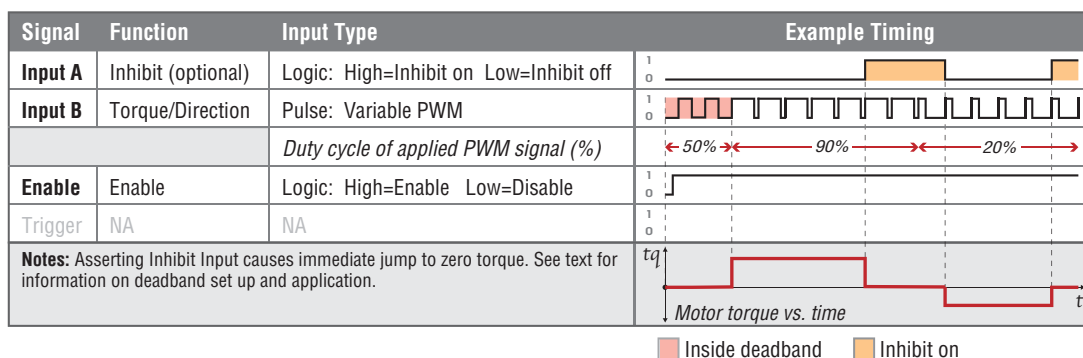 Signal Function Input Type Example Timing
Input A Inhibit (optional) Logic: High=Inhibit on Low=Inhibit off 1
0
Input B Torque/Direction Pulse: Variable PWM 1
0
Duty cycle of applied PWM signal (%) 50% 90% 20%
Enable Enable Logic: High=Enable Low=Disable 1
0
Trigger NA NA 1
0
Notes: Asserting Inhibit Input causes immediate jump to zero torque. See text for
information on deadband set up and application.
tq
t
Motor torque vs. time
Inside deadband Inhibit on